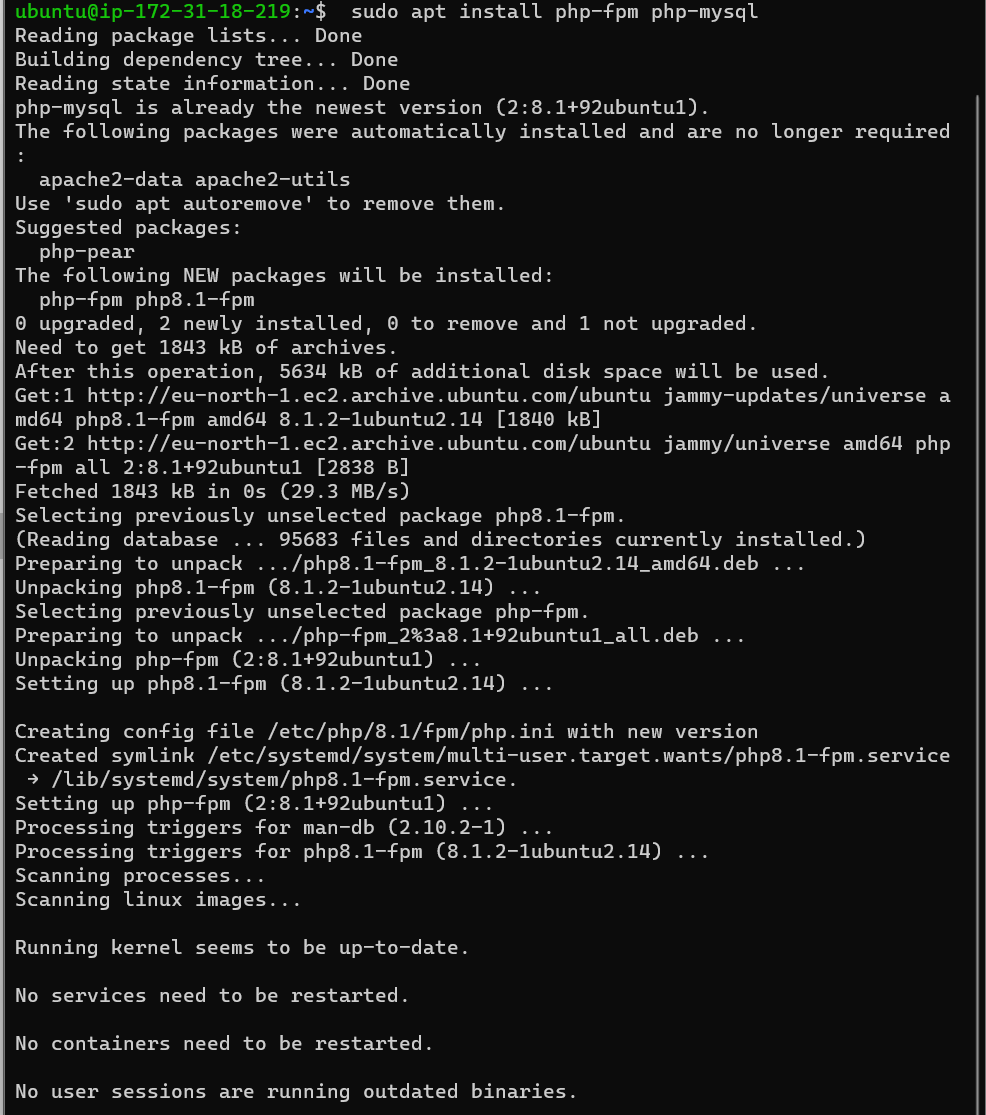 ubuntu@ip-172-31-18-219:~$  sudo apt install php-fpm php-mysql
Reading package lists... Done
Building dependency tree... Done
Reading state information... Done
php-mysql is already the newest version (2:8.1+92ubuntu1).
The following packages were automatically installed and are no longer required
:
  apache2-data apache2-utils
Use 'sudo apt autoremove' to remove them.
Suggested packages:
  php-pear
The following NEW packages will be installed:
  php-fpm php8.1-fpm
0 upgraded, 2 newly installed, 0 to remove and 1 not upgraded.
Need to get 1843 kB of archives.
After this operation, 5634 kB of additional disk space will be used.
Get:1 http://eu-north-1.ec2.archive.ubuntu.com/ubuntu jammy-updates/universe a
md64 php8.1-fpm amd64 8.1.2-1ubuntu2.14 [1840 kB]
Get:2 http://eu-north-1.ec2.archive.ubuntu.com/ubuntu jammy/universe amd64 php
-fpm all 2:8.1+92ubuntu1 [2838 B]
Fetched 1843 kB in 0s (29.3 MB/s)
Selecting previously unselected package php8.1-fpm.
(Reading database ... 95683 files and directories currently installed.)
Preparing to unpack .../php8.1-fpm_8.1.2-1ubuntu2.14_amd64.deb ...
Unpacking php8.1-fpm (8.1.2-1ubuntu2.14) ...
Selecting previously unselected package php-fpm.
Preparing to unpack .../php-fpm_2%3a8.1+92ubuntu1_all.deb ...
Unpacking php-fpm (2:8.1+92ubuntu1) ...
Setting up php8.1-fpm (8.1.2-1ubuntu2.14) ...

Creating config file /etc/php/8.1/fpm/php.ini with new version
Created symlink /etc/systemd/system/multi-user.target.wants/php8.1-fpm.service
 → /lib/systemd/system/php8.1-fpm.service.
Setting up php-fpm (2:8.1+92ubuntu1) ...
Processing triggers for man-db (2.10.2-1) ...
Processing triggers for php8.1-fpm (8.1.2-1ubuntu2.14) ...
Scanning processes...
Scanning linux images...

Running kernel seems to be up-to-date.

No services need to be restarted.

No containers need to be restarted.

No user sessions are running outdated binaries.